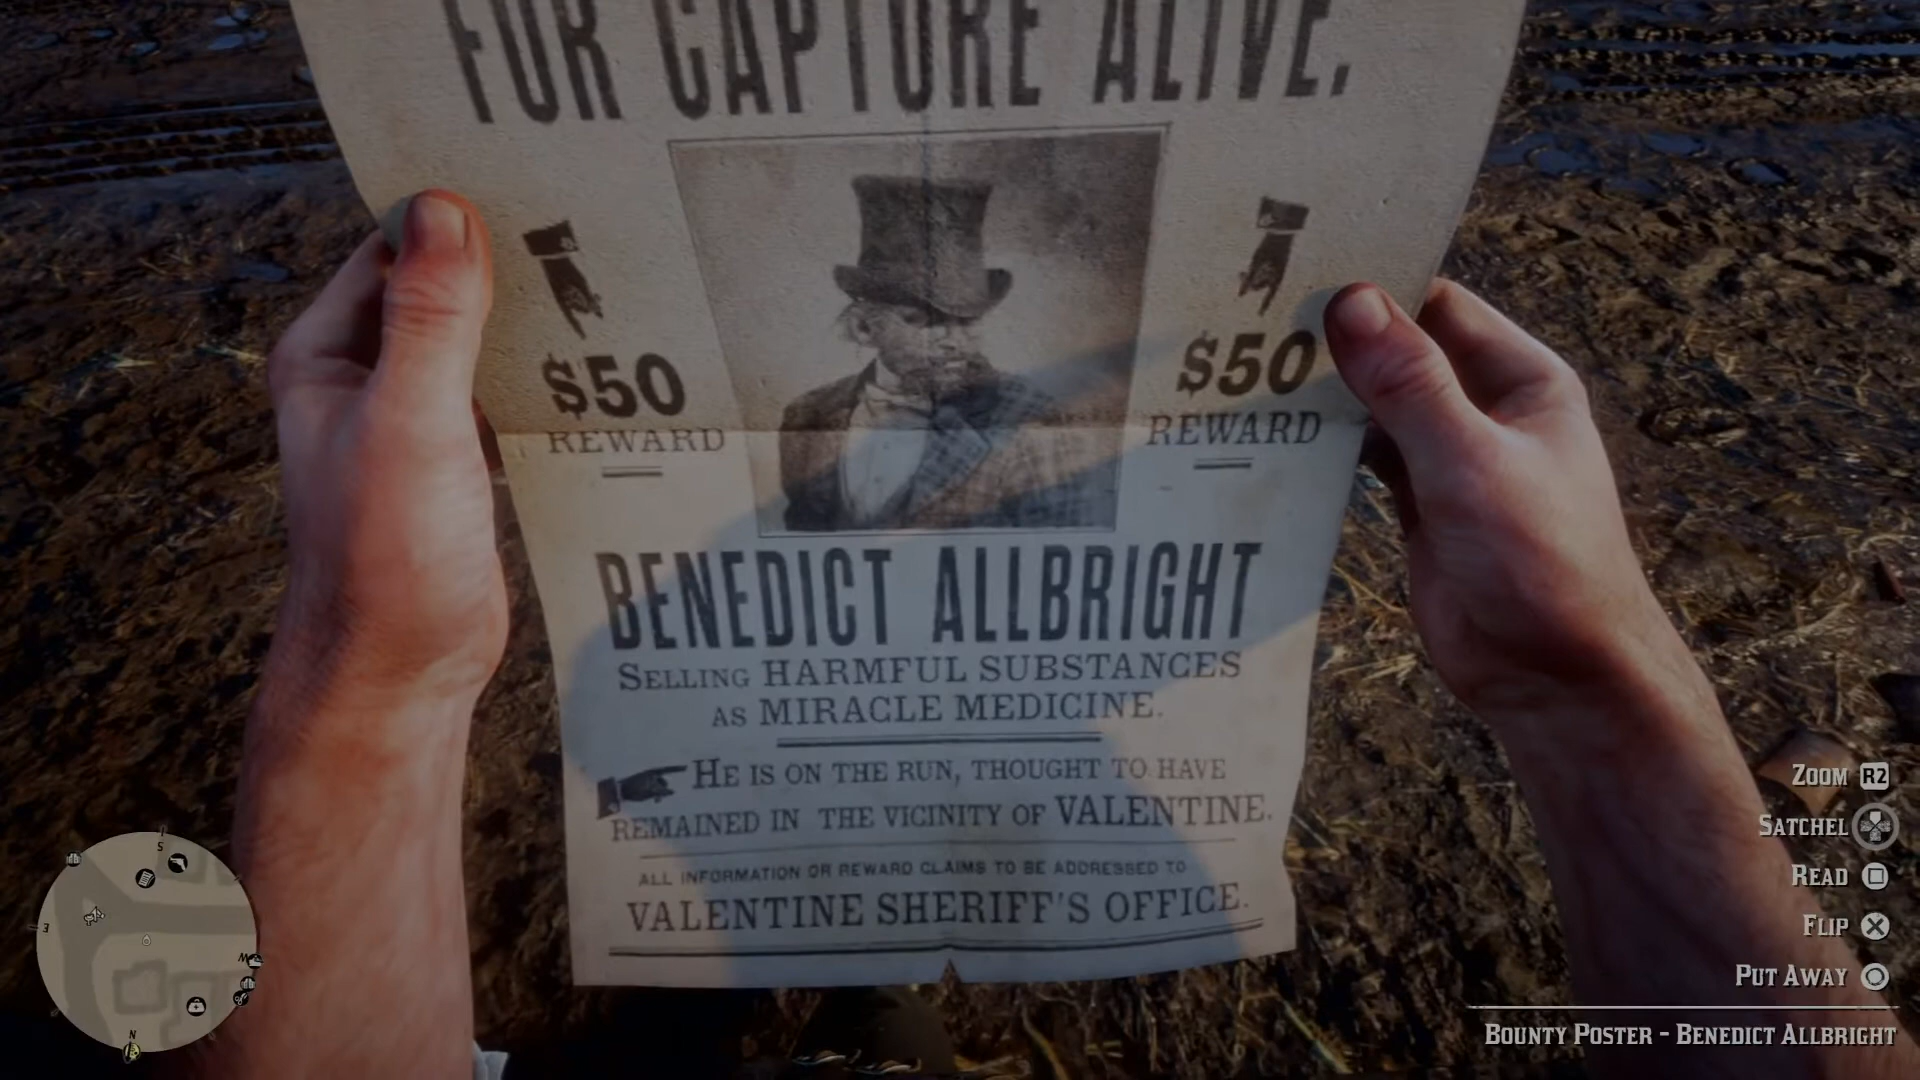 FOR CAPTURE ALIVE.
$50
REWARD
$50
REWARD
BENEDICT ALLBRIGHT
SELLING HARMFUL SUBSTANCES
AS MIRACLE MEDICINE.
HE IS ON THE RUN, THOUGHT TO HAVE
REMAINED IN THE VICINITY OF VALENTINE.
ALL INFORMATION OR REWARD CLAIMS TO BE ADDRESSED TO
VALENTINE SHERIFF'S OFFICE.
ZOOM R2
SATCHEL
READ
FLIP
PUT AWAY
BOUNTY POSTER - BENEDICT ALLBRIGHT
S
E
W
N